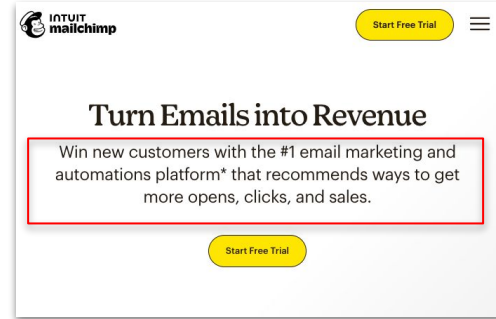 INTUIT
mailchimp
Start Free Trial
Turn Emails into Revenue
Win new customers with the #1 email marketing and
automations platform* that recommends ways to get
more opens, clicks, and sales.
Start Free Trial